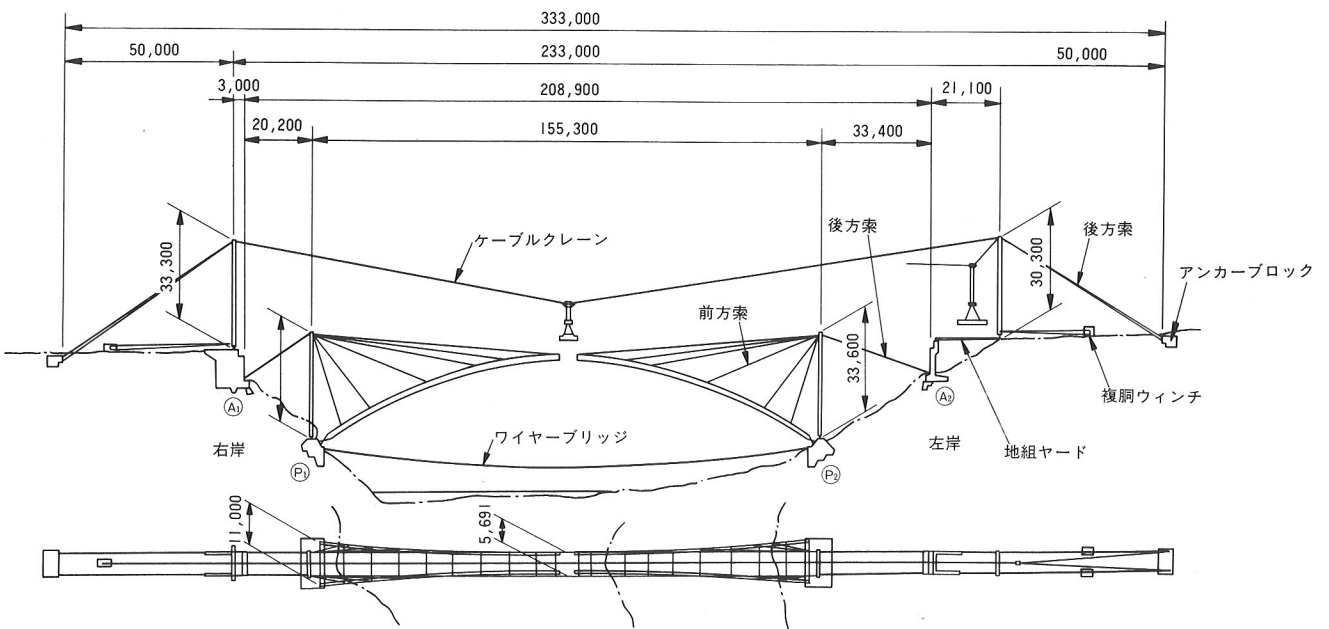 333,000
50,000
233,000
50,000
3,000
208,900
21,100
20,200
155,300
33,400
33,300
ケーブルクレーン
後方索
30,300
後方索
アンカーブロック
前方索
33,600
A1
A2
複胴ウィンチ
右岸
ワイヤーブリッジ
左岸
地組ヤード
P1
P2
11,000
5,691